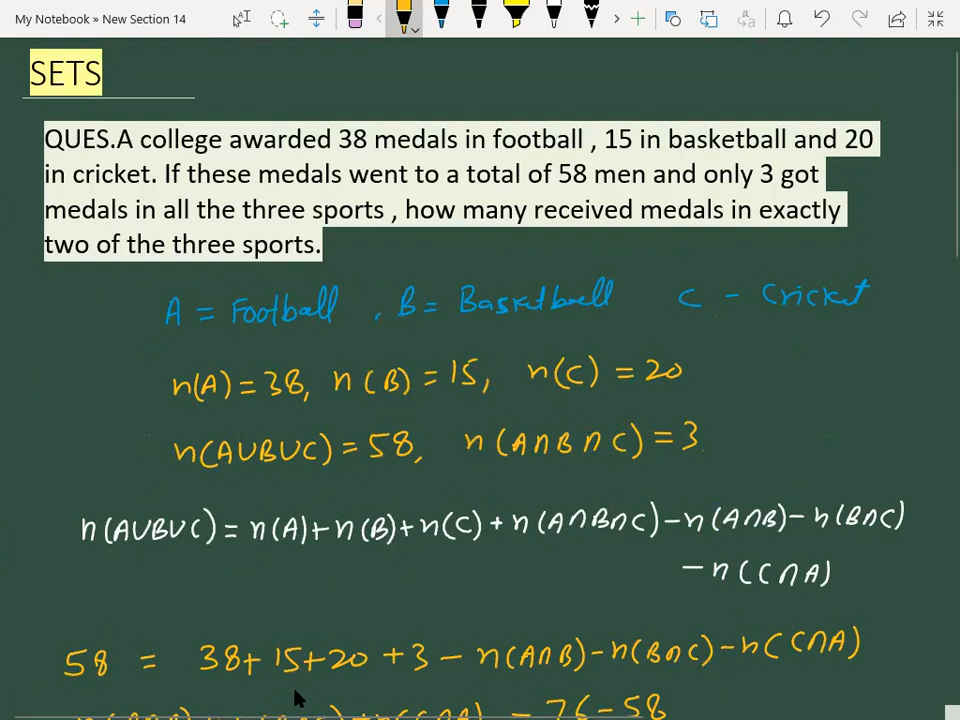 My Notebook » New Section 14
SETS
QUES.A college awarded 38 medals in football , 15 in basketball and 20
in cricket. If these medals went to a total of 58 men and only 3 got
medals in all the three sports , how many received medals in exactly
two of the three sports.
A = Football , B = Basketball C - Cricket
n(A) = 38, n(B) = 15, n(C) = 20
n(A∪B∪C) = 58, n(A∩B∩C) = 3
n(A∪B∪C) = n(A)+n(B)+n(C)+n(A∩B∩C)-n(A∩B)-n(B∩C)
-n(C∩A)
58 = 38+15+20+3-n(A∩B)-n(B∩C)-n(C∩A)
76-58